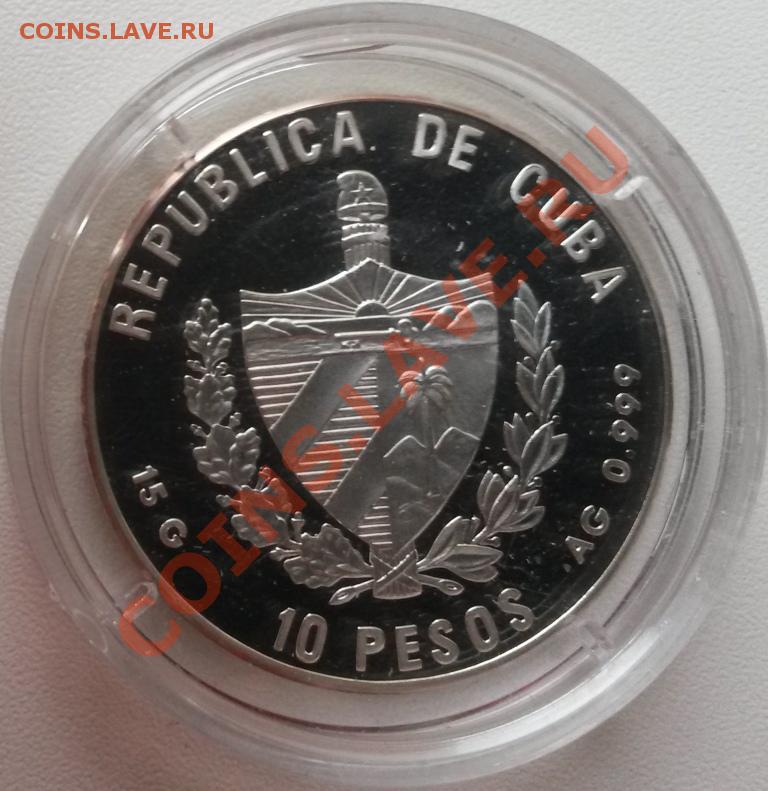 COINS.LAVE.RU
REPUBLICA DE CUBA
15 G
AG 0.999
10 PESOS
COINS.LAVE.RU